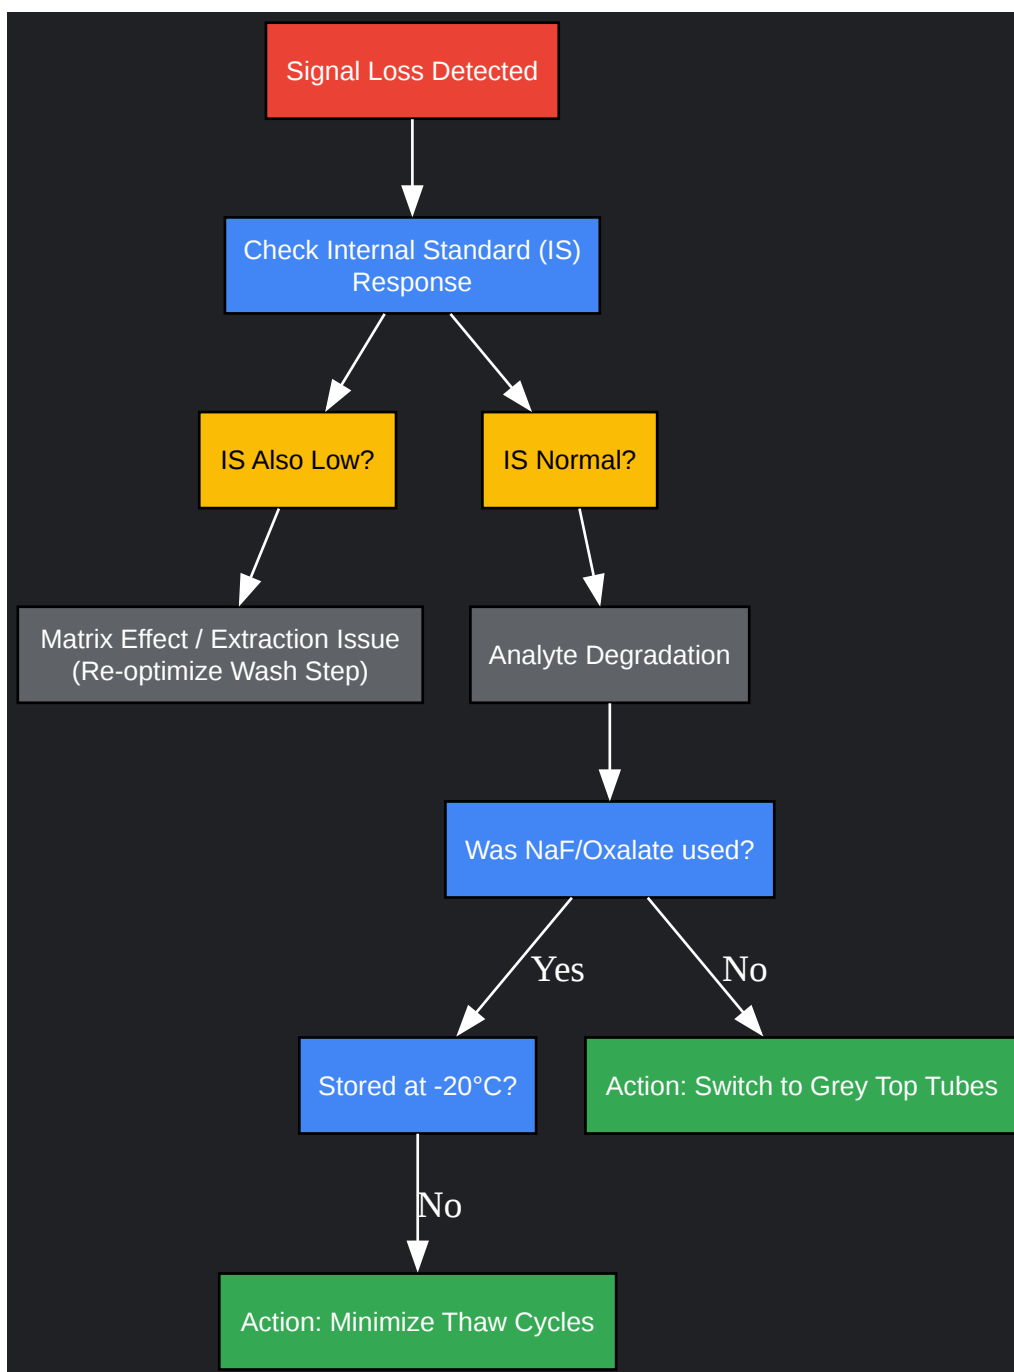 Signal Loss Detected
Check Internal Standard (IS)
Response
IS Also Low?
IS Normal?
Matrix Effect / Extraction Issue
(Re-optimize Wash Step)
Analyte Degradation
Was NaF/Oxalate used?
Yes
No
Stored at -20°C?
Action: Switch to Grey Top Tubes
No
Action: Minimize Thaw Cycles